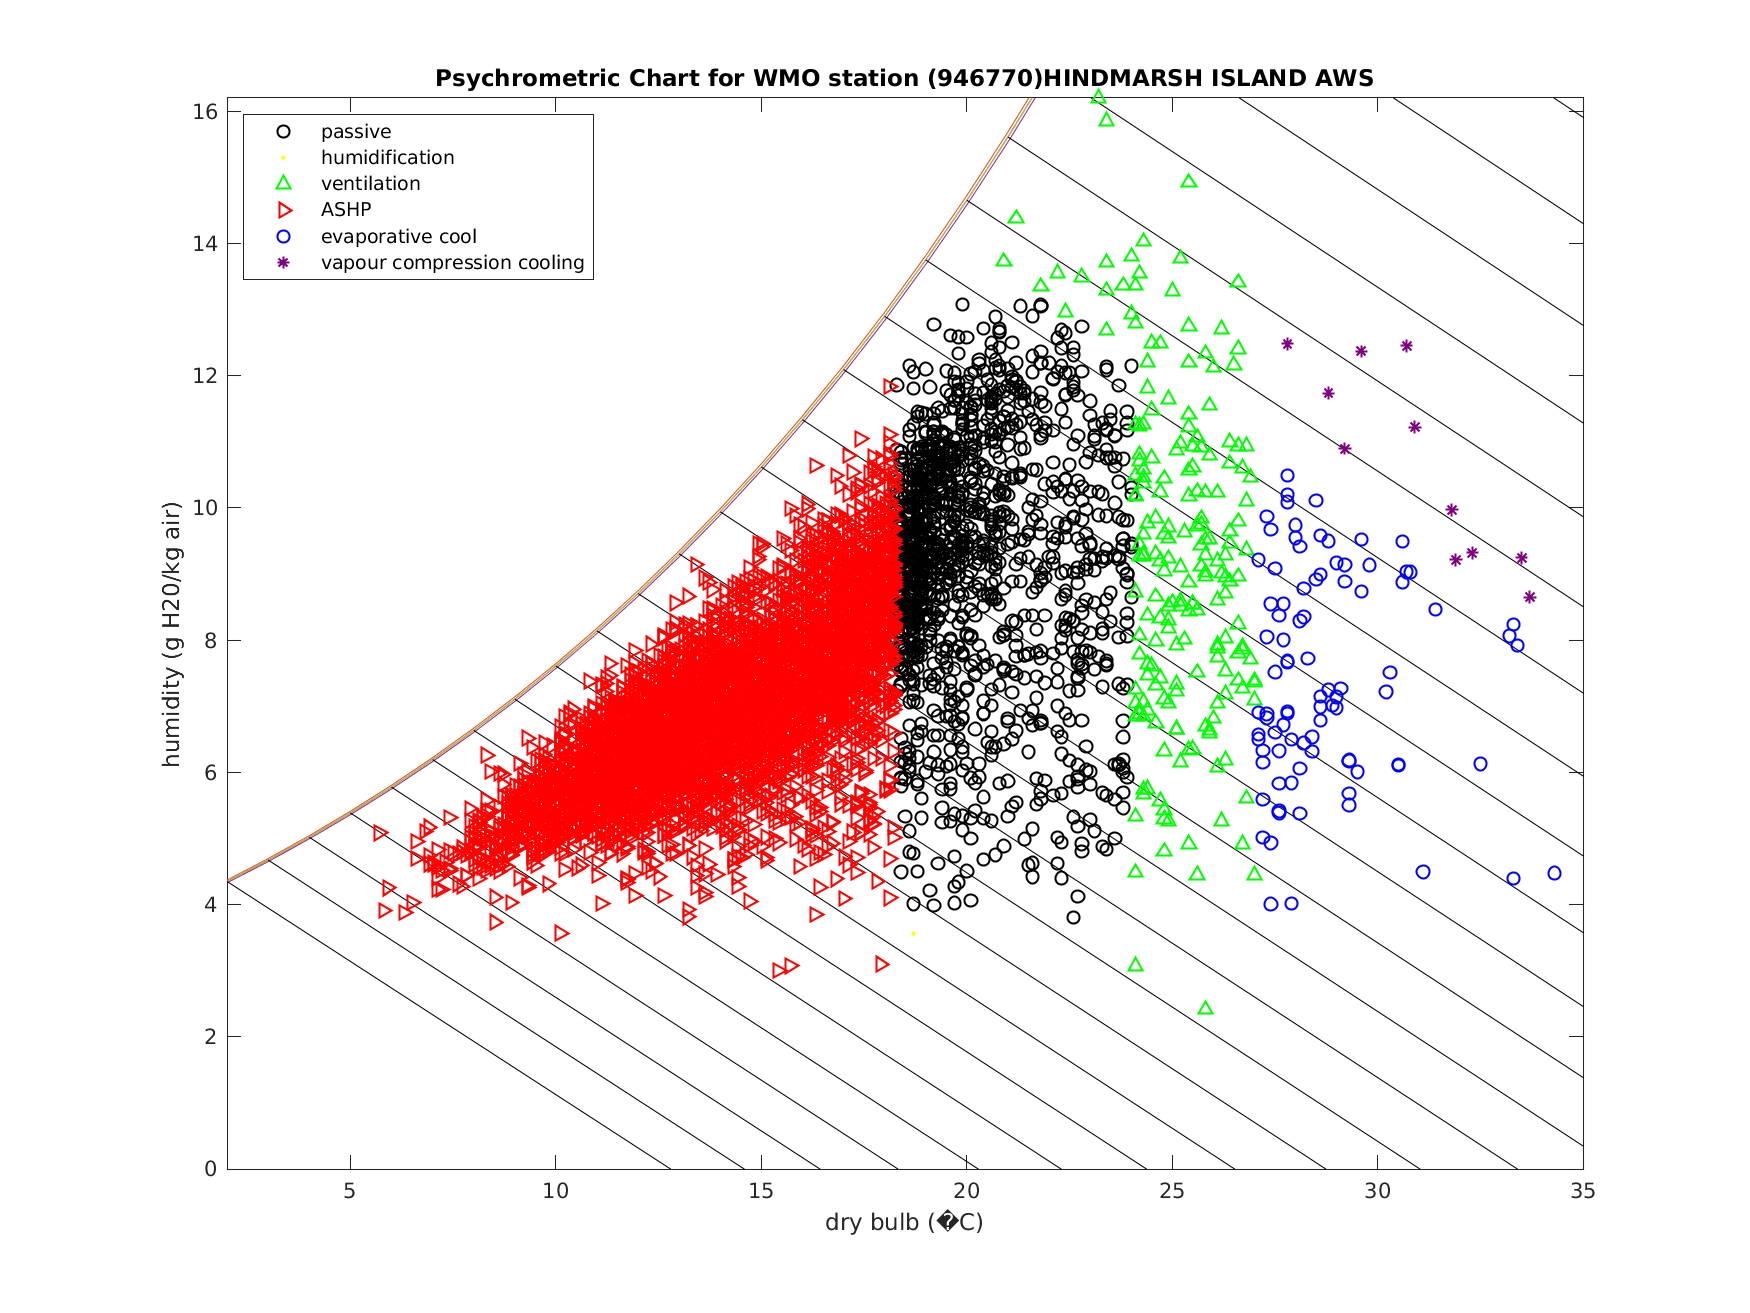 Psychrometric Chart for WMO station (946770)HINDMARSH ISLAND AWS
passive
humidification
ventilation
ASHP
evaporative cool
vapour compression cooling
humidity (g H20/kg air)
16
14
12
10
8
6
4
2
0
5 10 15 20 25 30 35
dry bulb (�C)